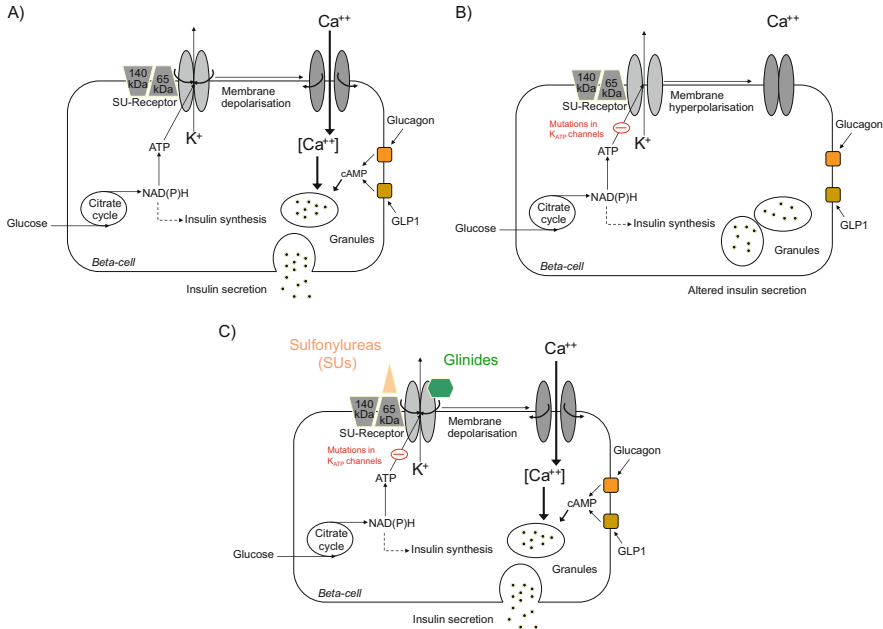 A)
Ca⁺⁺
140
kDa
65
kDa
SU-Receptor
Membrane
depolarisation
K⁺
[Ca⁺⁺]
Glucagon
ATP
cAMP
NAD(P)H
Citrate
cycle
Glucose
Insulin synthesis
GLP1
Granules
Beta-cell
Insulin secretion
B)
Ca⁺⁺
140
kDa
65
kDa
SU-Receptor
Membrane
hyperpolarisation
Mutations in
K_ATP channels
K⁺
Glucagon
ATP
NAD(P)H
Citrate
cycle
Glucose
Insulin synthesis
GLP1
Granules
Beta-cell
Altered insulin secretion
C)
Sulfonylureas
(SUs)
Glinides
Ca⁺⁺
140
kDa
65
kDa
SU-Receptor
Membrane
depolarisation
Mutations in
K_ATP channels
K⁺
[Ca⁺⁺]
Glucagon
ATP
cAMP
NAD(P)H
Citrate
cycle
Glucose
Insulin synthesis
GLP1
Granules
Beta-cell
Insulin secretion